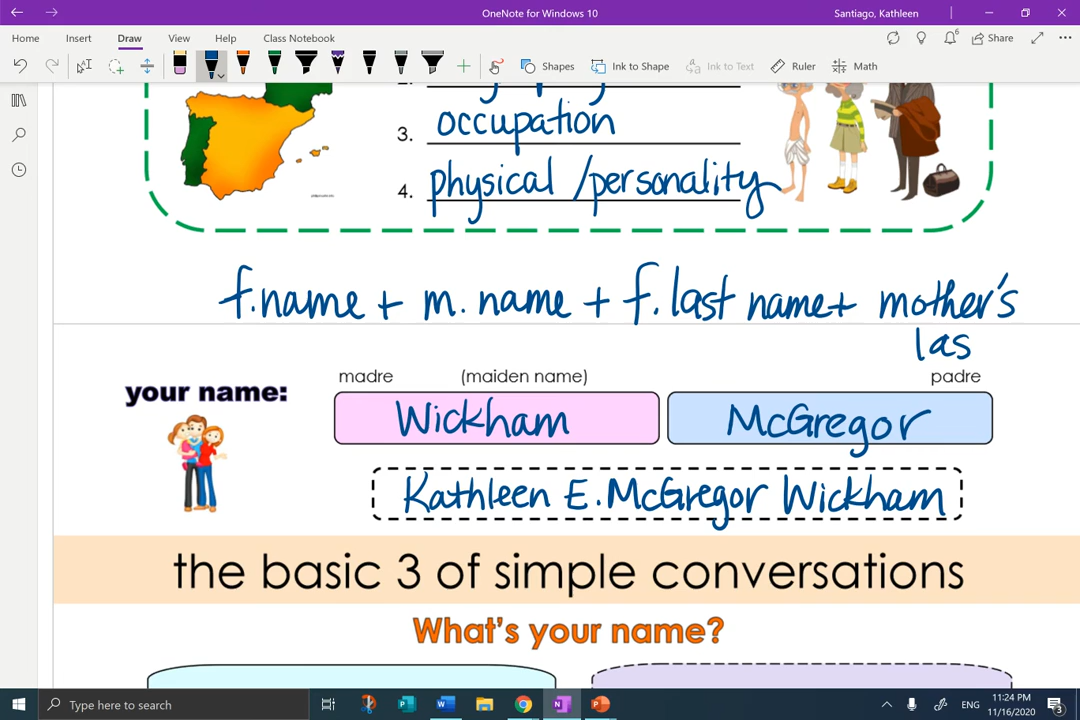 OneNote for Windows 10
Santiago, Kathleen
Home Insert Draw View Help Class Notebook
6
Share
Shapes Ink to Shape Ink to Text Ruler Math
3. occupation
4. physical /personality
f.name + m. name + f. last name+ mother's
las
madre (maiden name) padre
your name: Wickham McGregor
Kathleen E. McGregor Wickham
the basic 3 of simple conversations
What's your name?
Type here to search
ENG
11:24 PM
11/16/2020
3